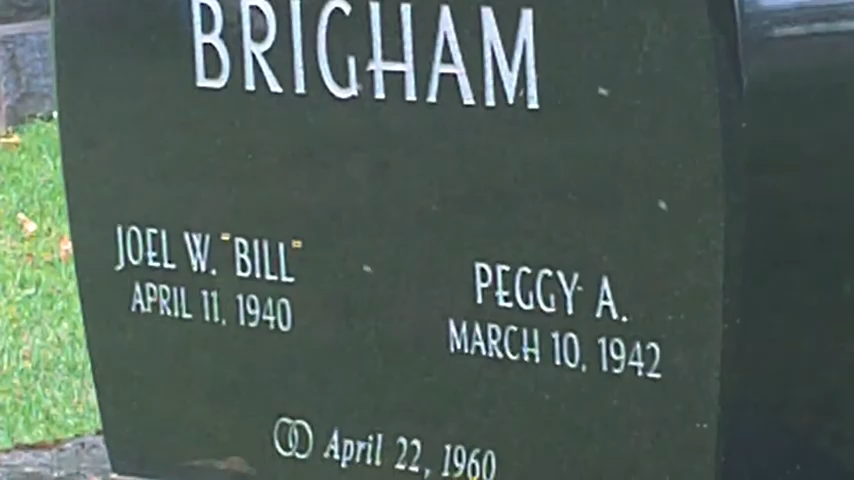 BRIGHAM
JOEL W. "BILL"
APRIL 11, 1940
PEGGY A.
MARCH 10, 1942
April 22, 1960